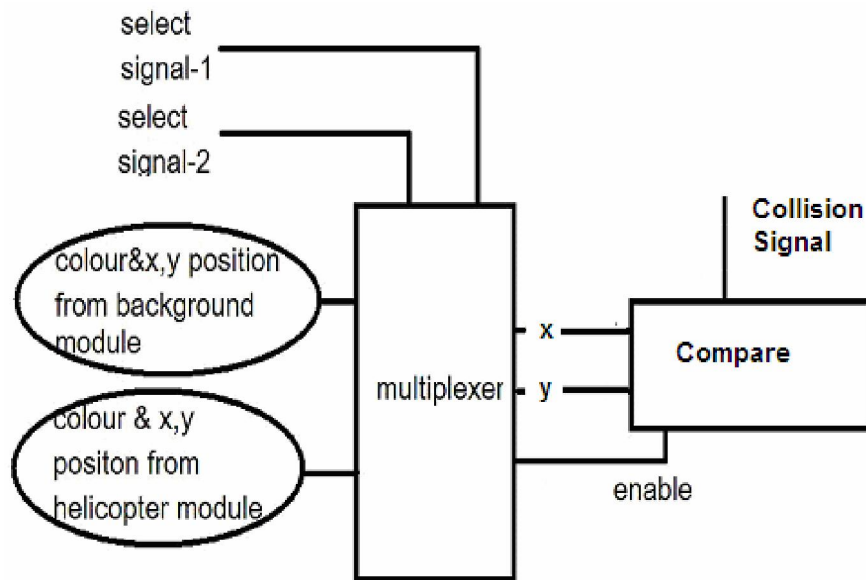 select
signal-1
select
signal-2
colour&x,y position
from background
module
colour & x,y
positon from
helicopter module
multiplexer
x
y
enable
Collision
Signal
Compare